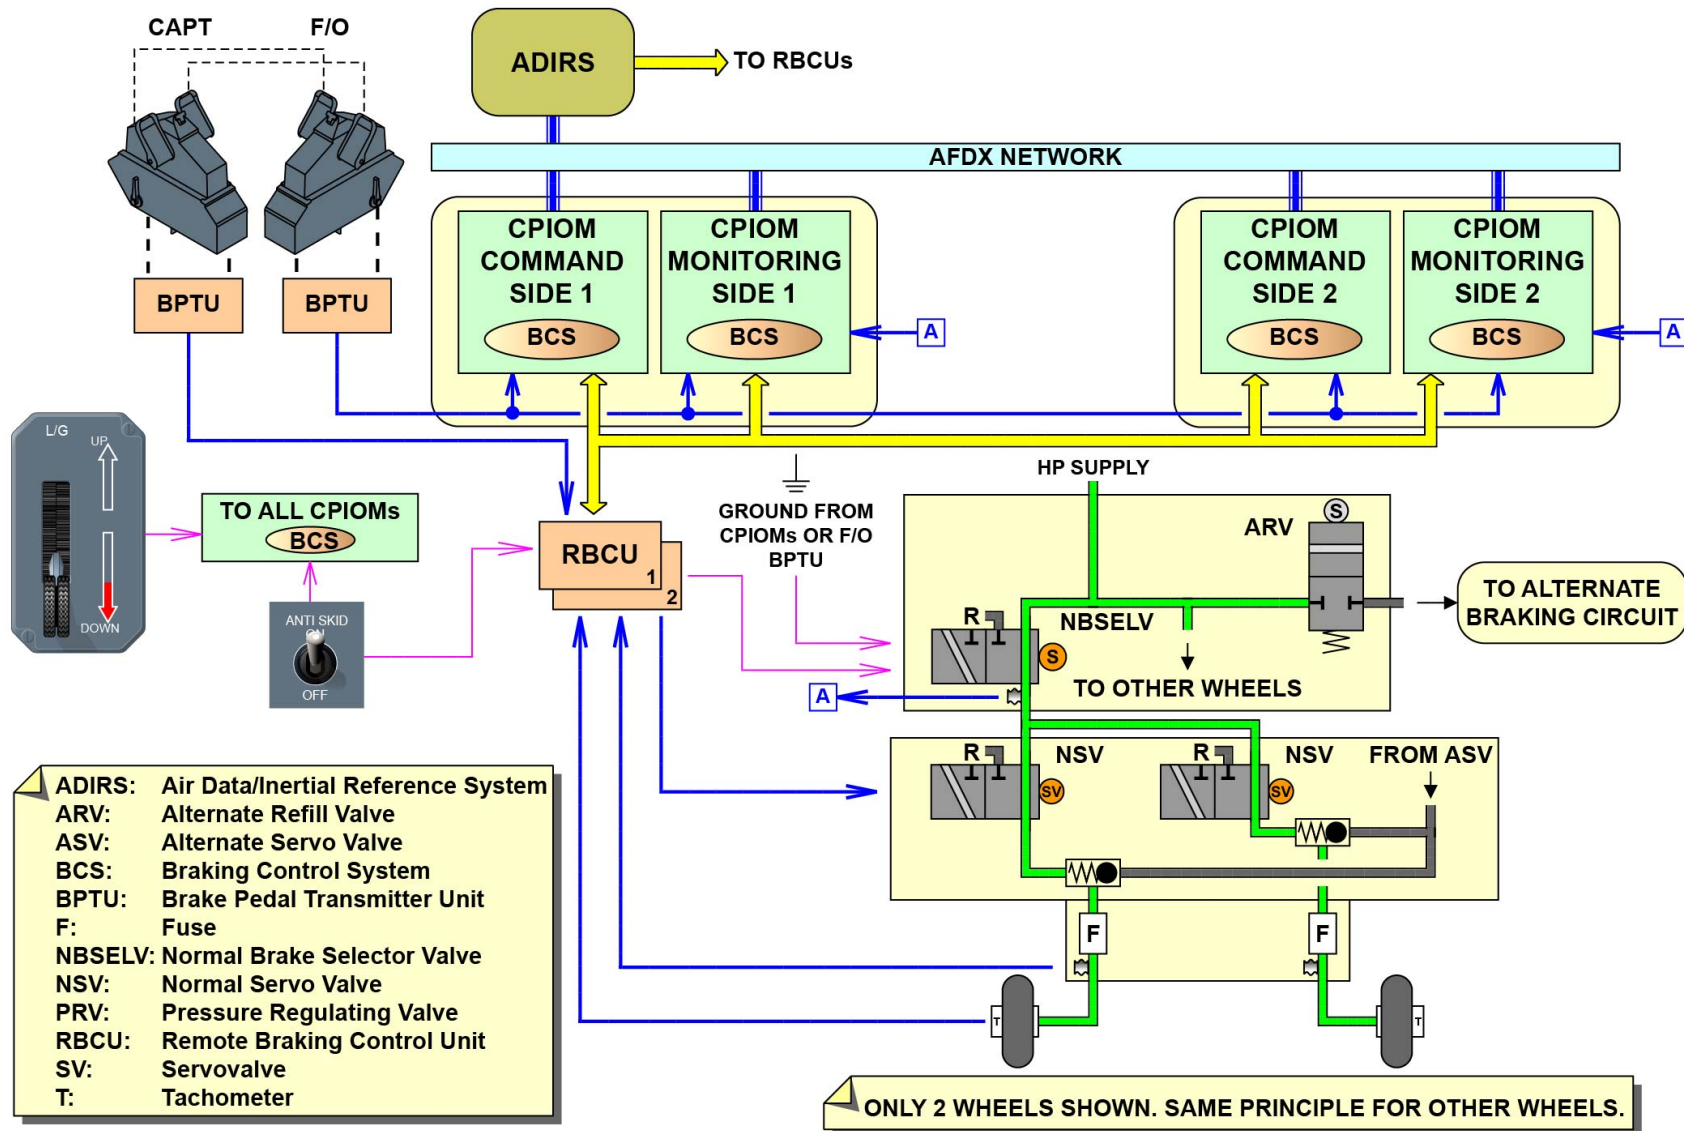 CAPT
F/O
ADIRS
TO RBCUs
AFDX NETWORK
CPIOM
COMMAND
SIDE 1
BCS
CPIOM
MONITORING
SIDE 1
BCS
A
CPIOM
COMMAND
SIDE 2
BCS
CPIOM
MONITORING
SIDE 2
BCS
A
BPTU
BPTU
L/G
UP
DOWN
TO ALL CPIOMs
BCS
ANTI SKID
ON
OFF
RBCU
1
2
GROUND FROM
CPIOMs OR F/O
BPTU
HP SUPPLY
ARV
S
TO ALTERNATE
BRAKING CIRCUIT
R
NBSELV
S
TO OTHER WHEELS
A
R
NSV
SV
R
NSV
SV
FROM ASV
F
F
T
T
ADIRS: Air Data/Inertial Reference System
ARV: Alternate Refill Valve
ASV: Alternate Servo Valve
BCS: Braking Control System
BPTU: Brake Pedal Transmitter Unit
F: Fuse
NBSELV: Normal Brake Selector Valve
NSV: Normal Servo Valve
PRV: Pressure Regulating Valve
RBCU: Remote Braking Control Unit
SV: Servovalve
T: Tachometer
ONLY 2 WHEELS SHOWN. SAME PRINCIPLE FOR OTHER WHEELS.